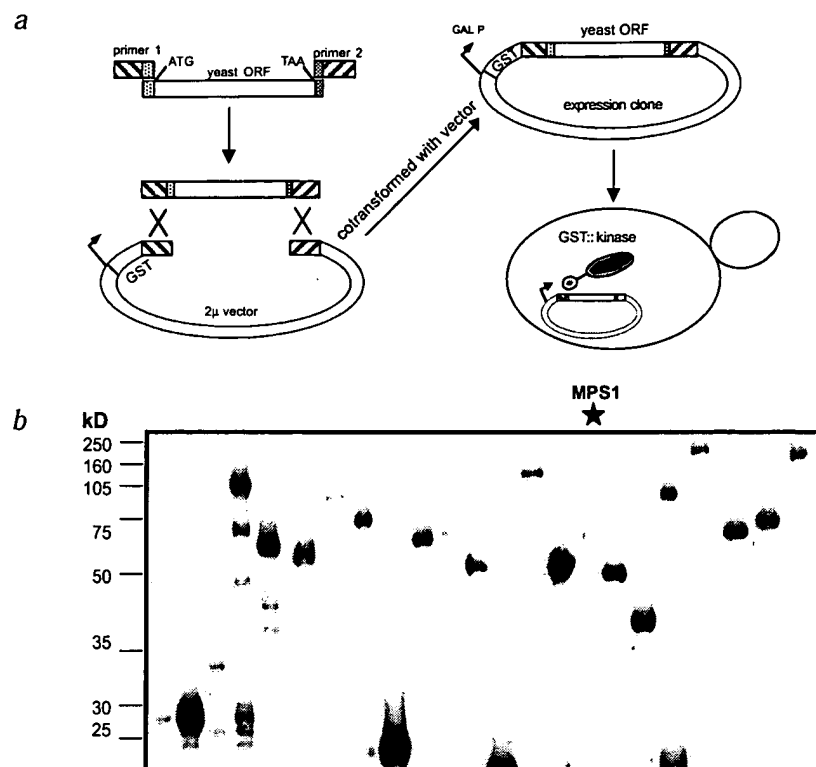 a
primer 1
ATG
TAA
primer 2
yeast ORF
GST
2μ vector
cotransformed with vector
GAL P
yeast ORF
GST
expression clone
GST::kinase
b
kD
MPS1
250
160
105
75
50
35
30
25